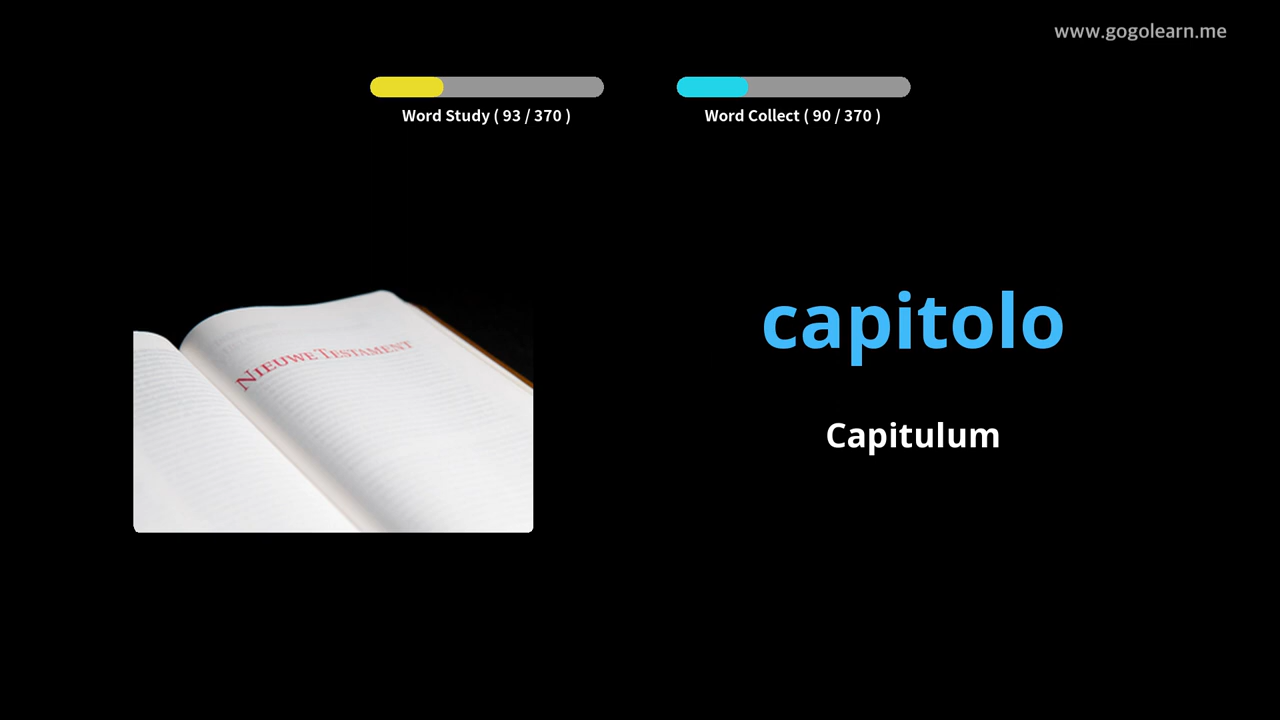 www.gogolearn.me
Word Study ( 93 / 370 )
Word Collect ( 90 / 370 )
NIEUWE TESTAMENT
capitolo
Capitulum